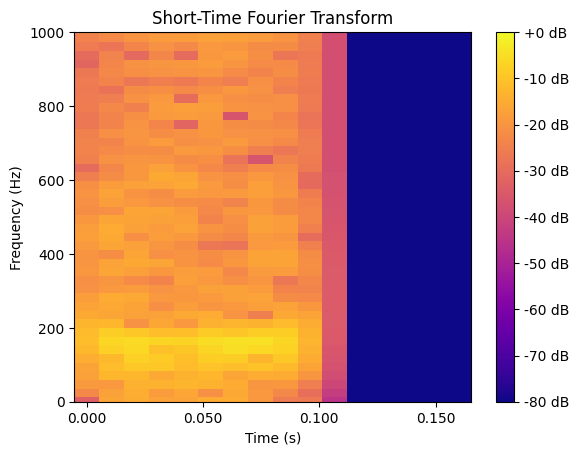 Short-Time Fourier Transform
Frequency (Hz)
1000
800
600
400
200
0
0.000
0.050
0.100
0.150
Time (s)
+0 dB
-10 dB
-20 dB
-30 dB
-40 dB
-50 dB
-60 dB
-70 dB
-80 dB